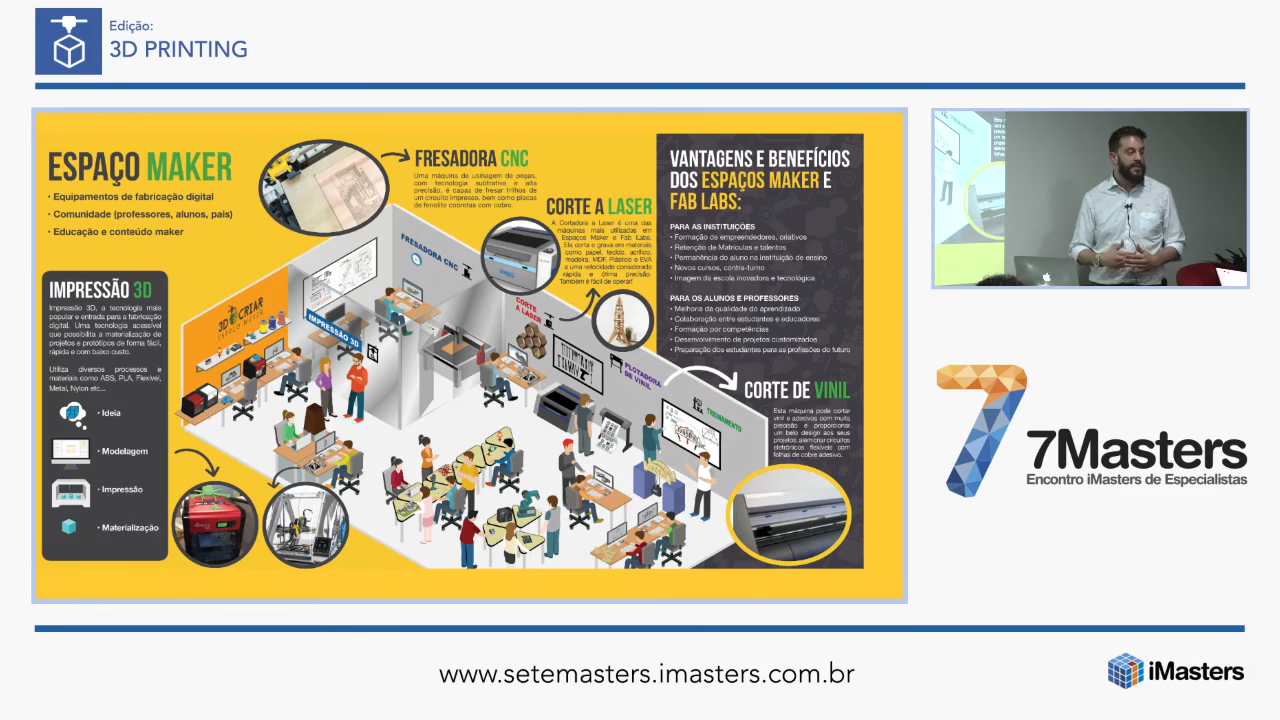 Edição:
3D PRINTING
ESPAÇO MAKER
• Equipamentos de fabricação digital
• Comunidade (professores, alunos, pais)
• Educação e conteúdo maker
FRESADORA CNC
Uma máquina de usinagem de peças,
com tecnologia subtrativa e alta
precisão, é capaz de fresar trilhos de
um circuito impresso, bem como placas
de fenolite cobretas com cobre.
CORTE A LASER
A Cortadora a Laser é uma das
máquinas mais utilizadas em
Espaços Maker e Fab Labs.
Ela corta e grava em materiais
como papel, tecido, acrílico,
madeira, MDF, Plástico e EVA
a uma velocidade considerada
rápida e ótima precisão.
Também é fácil de operar!
VANTAGENS E BENEFÍCIOS
DOS ESPAÇOS MAKER E
FAB LABS:
PARA AS INSTITUIÇÕES
• Formação de empreendedores, criativos
• Retenção de Matrículas e talentos
• Permanência do aluno na instituição de ensino
• Novos cursos, contra-turno
• Imagem da escola inovadora e tecnológica
PARA OS ALUNOS E PROFESSORES
• Melhora da qualidade do aprendizado
• Colaboração entre estudantes e educadores
• Formação por competências
• Desenvolvimento de projetos customizados
• Preparação dos estudantes para as profissões do futuro
CORTE DE VINIL
Esta máquina pode cortar
vinil e adesivos com muita
precisão e proporcionar
um belo design aos seus
projetos, além criar circuitos
eletrônicos flexíveis com
folhas de cobre adesivo.
IMPRESSÃO 3D
Impressão 3D, a tecnologia mais
popular e entrada para a fabricação
digital. Uma tecnologia acessível
que possibilita a materialização de
projetos e protótipos de forma fácil,
rápida e com baixo custo.
Utiliza diversos processos e
materiais como ABS, PLA, Flexível,
Metal, Nylon etc...
• Ideia
• Modelagem
• Impressão
• Materialização
3D CRIAR
ESPAÇO MAKER
IMPRESSÃO 3D
FRESADORA CNC
CORTE
A LASER
PLOTADORA
DE VINIL
TREINAMENTO
7Masters
Encontro iMasters de Especialistas
www.setemasters.imasters.com.br
iMasters